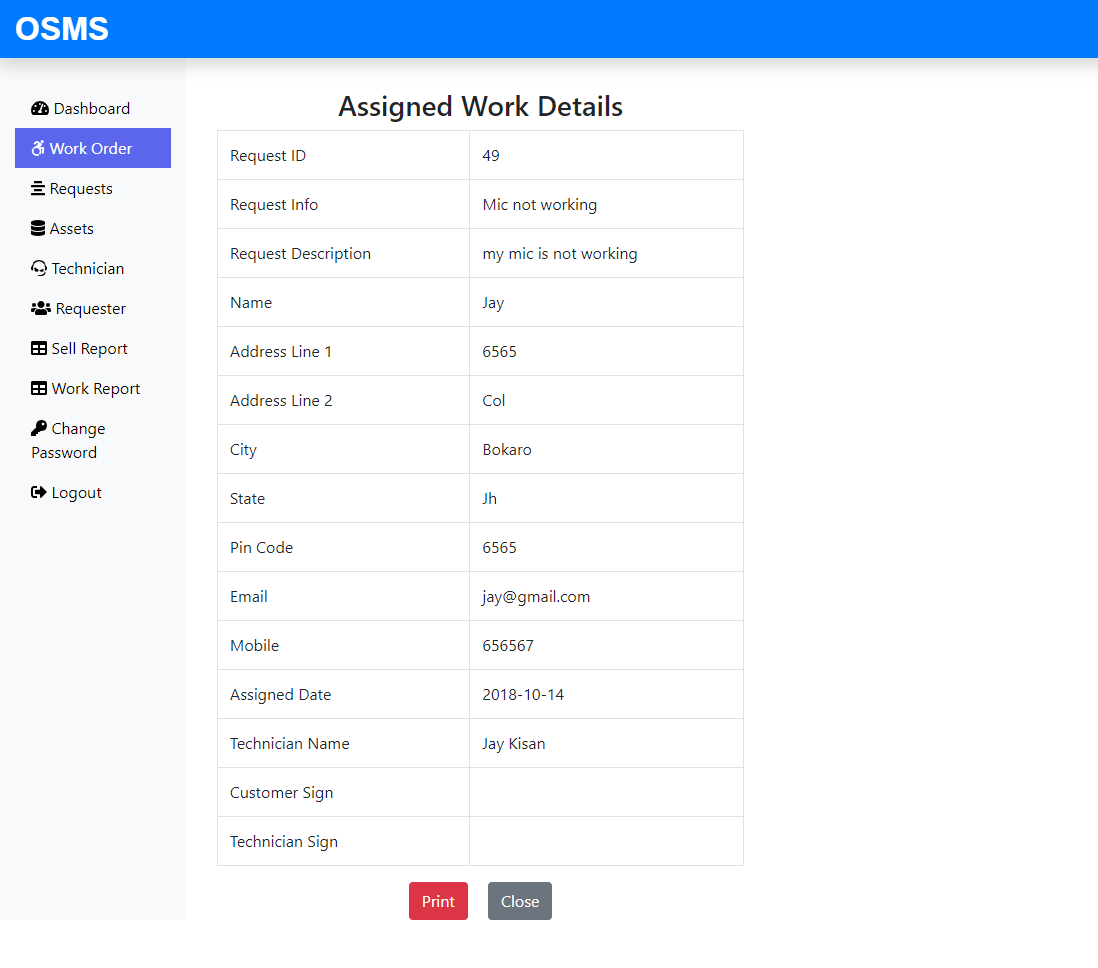 OSMS
Dashboard
Work Order
Requests
Assets
Technician
Requester
Sell Report
Work Report
Change
Password
Logout
Assigned Work Details
Request ID 49
Request Info Mic not working
Request Description my mic is not working
Name Jay
Address Line 1 6565
Address Line 2 Col
City Bokaro
State Jh
Pin Code 6565
Email jay@gmail.com
Mobile 656567
Assigned Date 2018-10-14
Technician Name Jay Kisan
Customer Sign
Technician Sign
Print Close